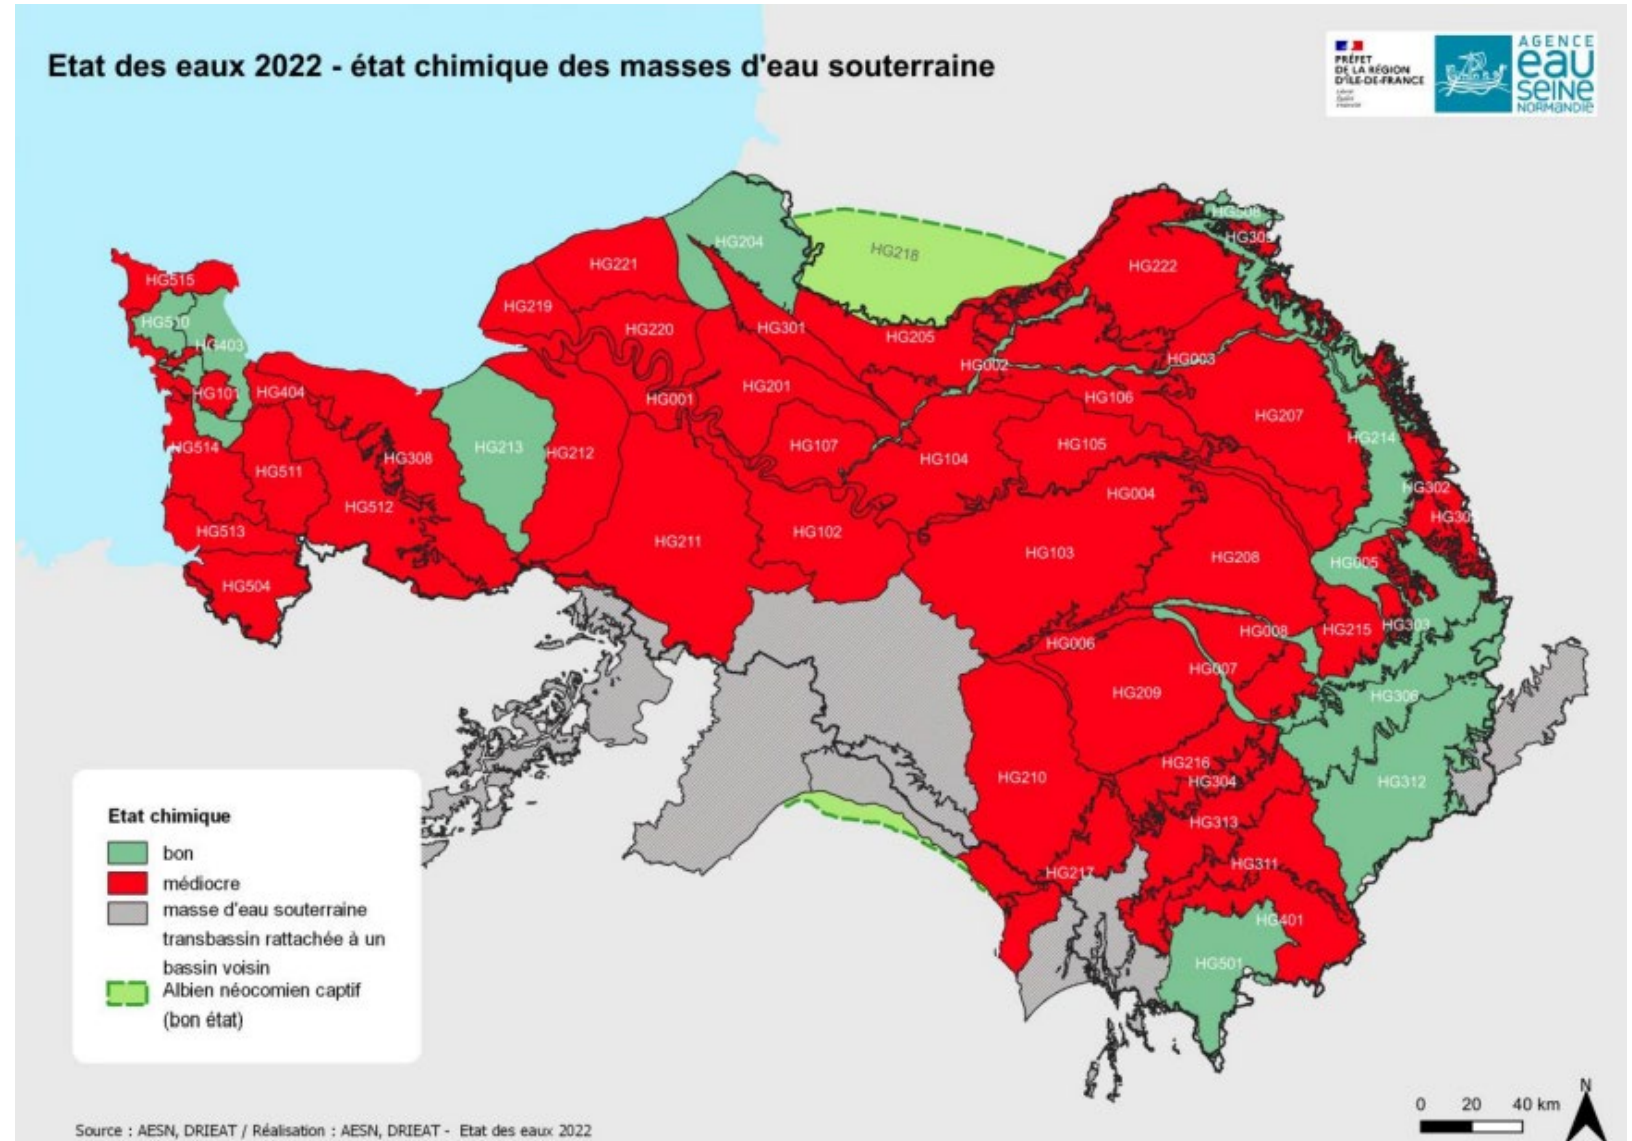 Etat des eaux 2022 - état chimique des masses d'eau souterraine
PRÉFET
DE LA RÉGION
D'ÎLE-DE-FRANCE
AGENCE
eau
SEINE
NORMANDIE
HG508
HG204
HG218
HG222
HG221
HG515
HG219
HG510
HG220
HG301
HG205
HG403
HG002
HG003
HG101
HG404
HG001
HG201
HG106
HG207
HG214
HG514
HG213
HG212
HG107
HG105
HG308
HG104
HG511
HG302
HG004
HG512
HG513
HG102
HG211
HG103
HG208
HG005
HG504
HG006
HG008
HG215
HG303
HG007
HG209
HG306
HG210
HG216
HG304
HG312
HG313
HG217
HG311
HG401
HG501
Etat chimique
bon
médiocre
masse d'eau souterraine
transbassin rattachée à un
bassin voisin
Albien néocomien captif
(bon état)
N
0 20 40 km
Source : AESN, DRIEAT / Réalisation : AESN, DRIEAT - Etat des eaux 2022